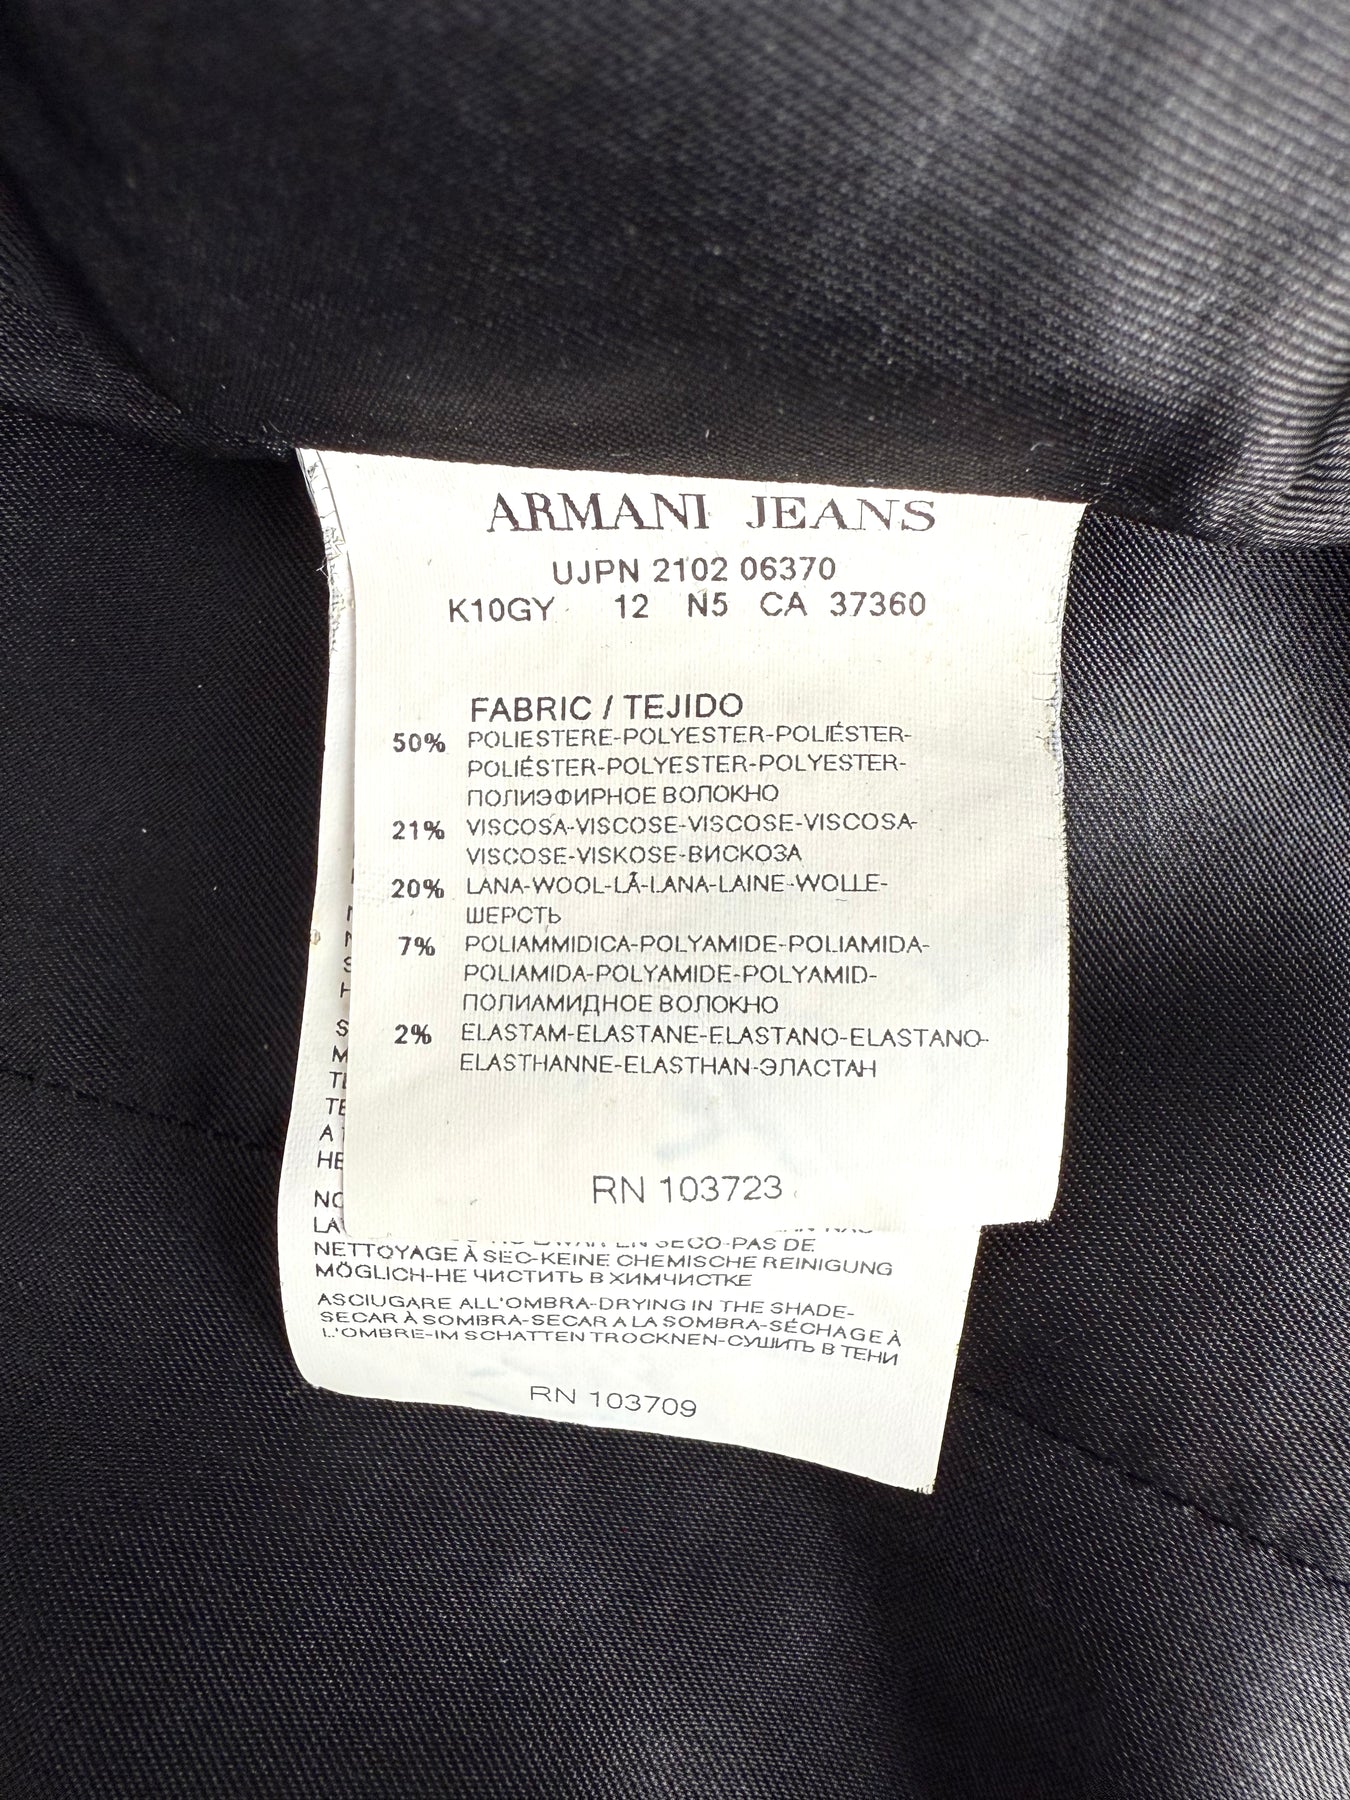 ARMANI JEANS
UJPN 2102 06370
K10GY 12 N5 CA 37360
FABRIC / TEJIDO
50% POLIESTERE-POLYESTER-POLIÉSTER-
POLIÉSTER-POLYESTER-POLYESTER-
ПОЛИЭФИРНОЕ ВОЛОКНО
21% VISCOSA-VISCOSE-VISCOSE-VISCOSA-
VISCOSE-VISKOSE-ВИСКОЗА
20% LANA-WOOL-LÃ-LANA-LAINE-WOLLE-
ШЕРСТЬ
7% POLIAMMIDICA-POLYAMIDE-POLIAMIDA-
POLIAMIDA-POLYAMIDE-POLYAMID-
ПОЛИАМИДНОЕ ВОЛОКНО
2% ELASTAM-ELASTANE-ELASTANO-ELASTANO-
ELASTHANNE-ELASTHAN-ЭЛАСТАН
RN 103723
EN SECO-PAS DE
NETTOYAGE À SEC-KEINE CHEMISCHE REINIGUNG
MÖGLICH-НЕ ЧИСТИТЬ В ХИМЧИСТКЕ
ASCIUGARE ALL'OMBRA-DRYING IN THE SHADE-
SECAR À SOMBRA-SECAR A LA SOMBRA-SÉCHAGE À
L'OMBRE-IM SCHATTEN TROCKNEN-СУШИТЬ В ТЕНИ
RN 103709